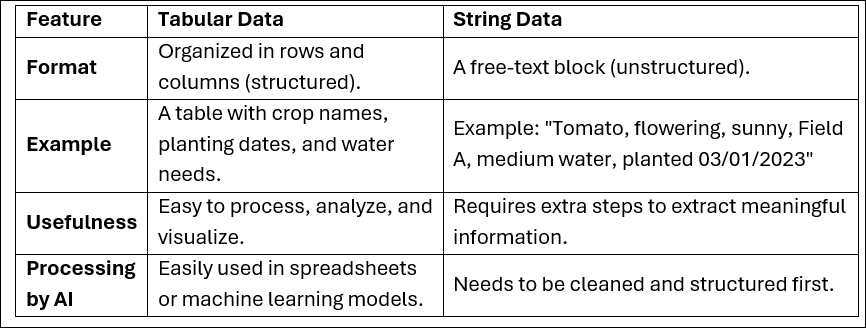 Feature Tabular Data String Data
Format Organized in rows and
columns (structured). A free-text block (unstructured).
Example A table with crop names,
planting dates, and water
needs. Example: "Tomato, flowering, sunny, Field
A, medium water, planted 03/01/2023"
Usefulness Easy to process, analyze, and
visualize. Requires extra steps to extract meaningful
information.
Processing
by AI Easily used in spreadsheets
or machine learning models. Needs to be cleaned and structured first.